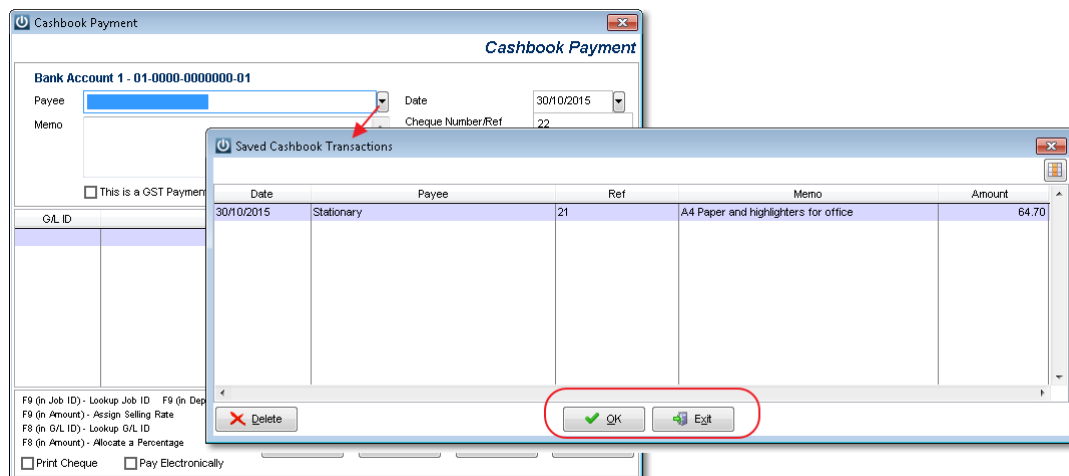 Cashbook Payment
Cashbook Payment
Bank Account 1 - 01-0000-0000000-01
Payee Date 30/10/2015
Memo Cheque Number/Ref 22
This is a GST Paymen
G/L ID
Saved Cashbook Transactions
Date Payee Ref Memo Amount
30/10/2015 Stationary 21 A4 Paper and highlighters for office 64.70
Delete OK Exit
F9 (in Job ID) - Lookup Job ID F9 (in Dep
F9 (in Amount) - Assign Selling Rate
F8 (in G/L ID) - Lookup G/L ID
F8 (in Amount) - Allocate a Percentage
Print Cheque Pay Electronically